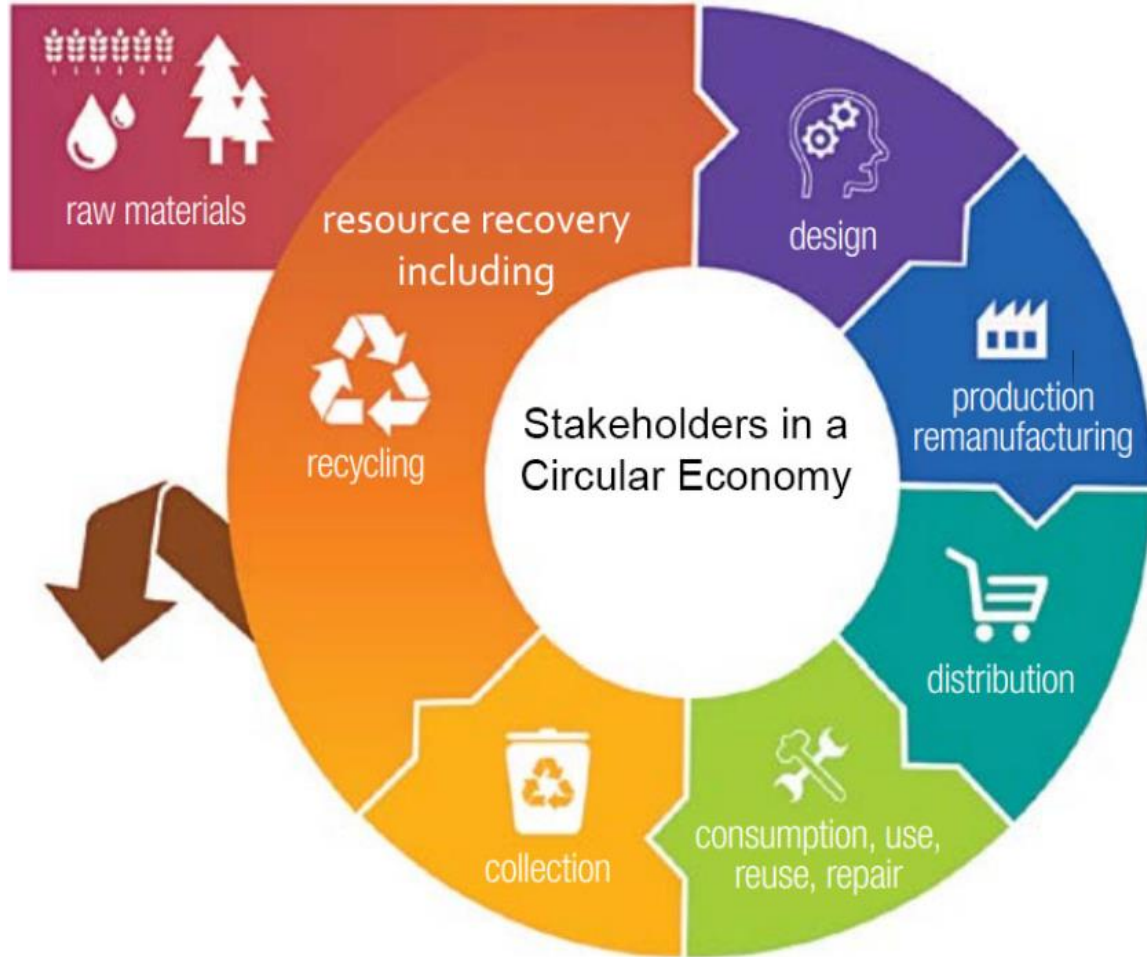 raw materials
resource recovery
including
recycling
design
production
remanufacturing
Stakeholders in a
Circular Economy
distribution
consumption, use,
reuse, repair
collection